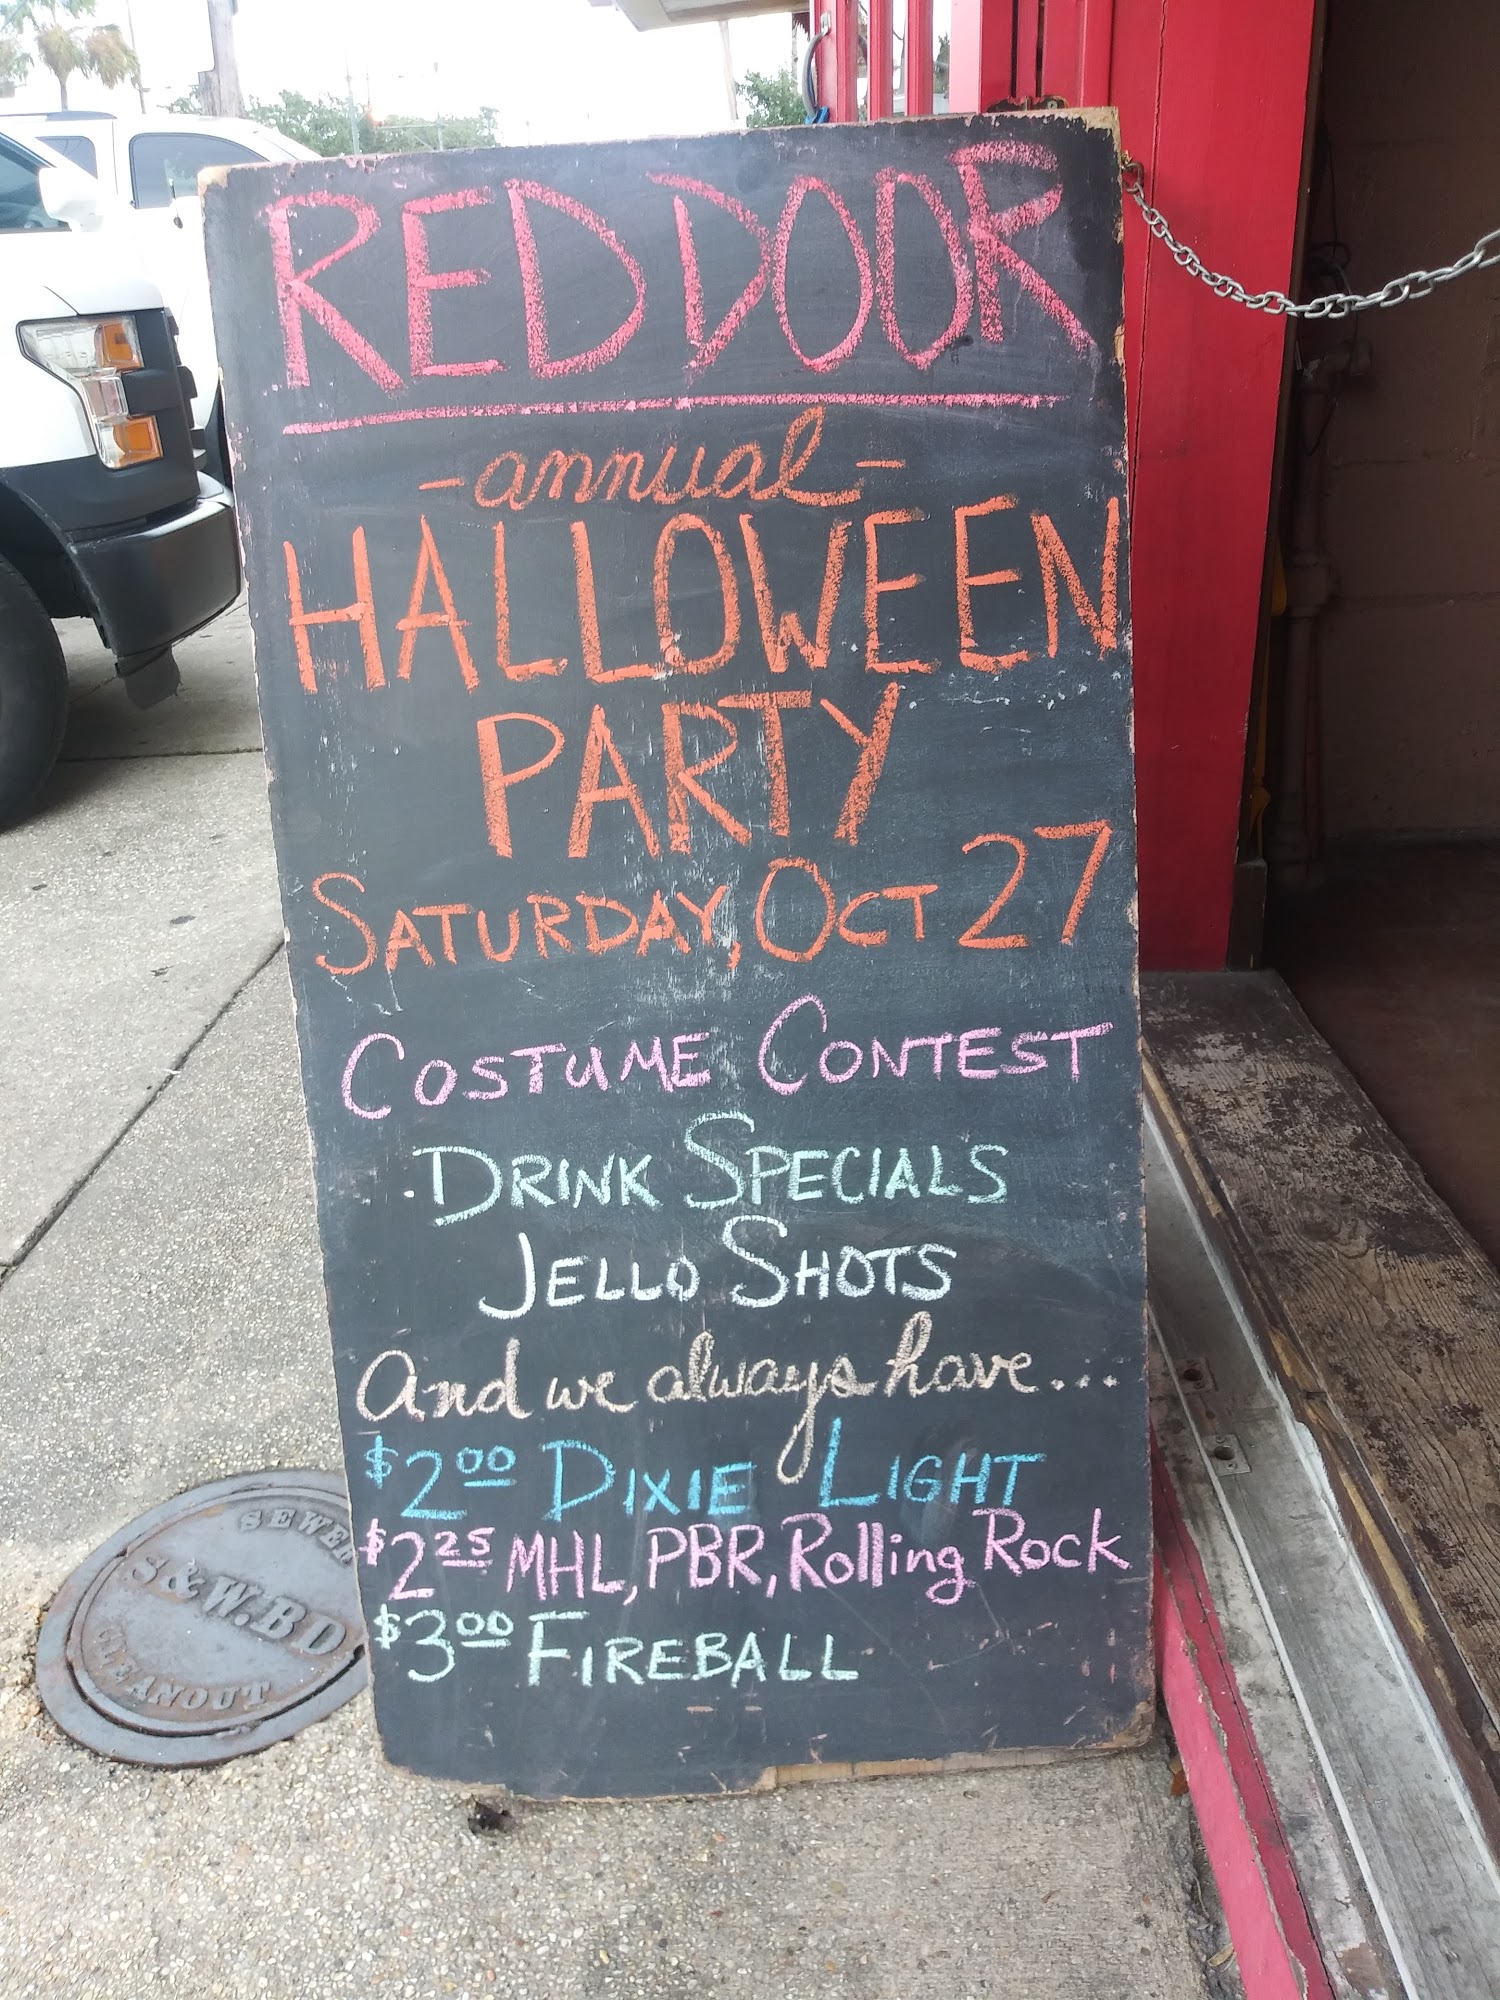 RED DOOR
-annual-
HALLOWEEN
PARTY
SATURDAY, OCT 27
COSTUME CONTEST
DRINK SPECIALS
JELLO SHOTS
And we always have...
$2.00 DIXIE LIGHT
$2.25 MHL, PBR, Rolling Rock
$3.00 FIREBALL
SEWER
S.&W.B.D
CLEANOUT